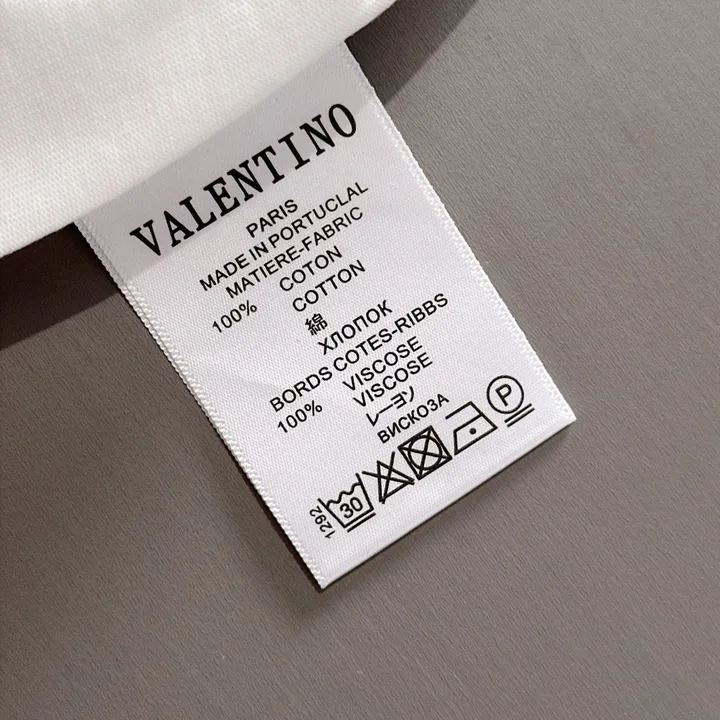 VALENTINO
PARIS
MADE IN PORTUCLAL
MATIERE-FABRIC
100% COTON
COTTON
綿
ХЛОПОК
BORDS COTES-RIBBS
100% VISCOSE
VISCOSE
レーヨン
ВИСКОЗА
1292 30 P